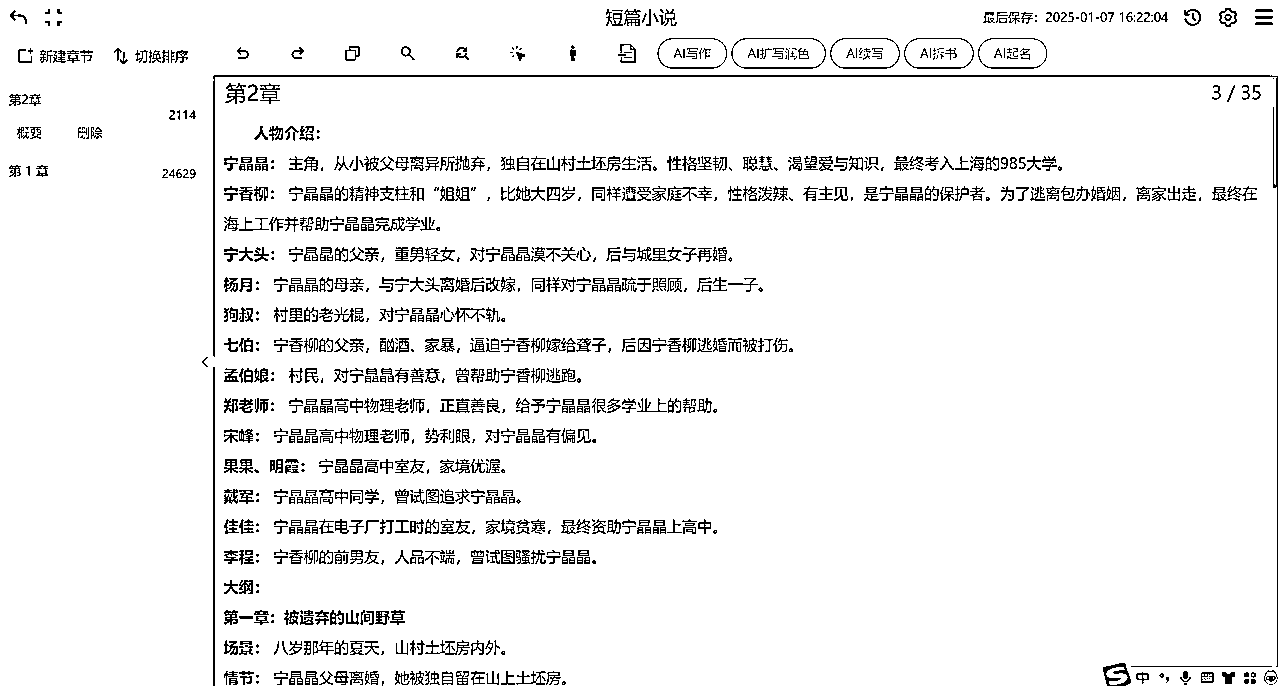 短篇小说
最后保存：2025-01-07 16:22:04
新建章节 切换排序
AI写作 AI扩写润色 AI续写 AI拆书 AI起名
第2章
2114
概要 删除
第1章
24629
第2章
3 / 35
人物介绍：
宁晶晶： 主角，从小被父母离异所抛弃，独自在山村土坯房生活。性格坚韧、聪慧、渴望爱与知识，最终考入上海的985大学。
宁香柳： 宁晶晶的精神支柱和“姐姐”，比她大四岁，同样遭受家庭不幸，性格泼辣、有主见，是宁晶晶的保护者。为了逃离包办婚姻，离家出走，最终在
海上工作并帮助宁晶晶完成学业。
宁大头： 宁晶晶的父亲，重男轻女，对宁晶晶漠不关心，后与城里女子再婚。
杨月： 宁晶晶的母亲，与宁大头离婚后改嫁，同样对宁晶晶疏于照顾，后生一子。
狗叔： 村里的老光棍，对宁晶晶心怀不轨。
七伯： 宁香柳的父亲，酗酒、家暴，逼迫宁香柳嫁给聋子，后因宁香柳逃婚而被打伤。
孟伯娘： 村民，对宁晶晶有善意，曾帮助宁香柳逃跑。
郑老师： 宁晶晶高中物理老师，正直善良，给予宁晶晶很多学业上的帮助。
宋峰： 宁晶晶高中物理老师，势利眼，对宁晶晶有偏见。
果果、明霞： 宁晶晶高中室友，家境优渥。
戴军： 宁晶晶高中同学，曾试图追求宁晶晶。
佳佳： 宁晶晶在电子厂打工时的室友，家境贫寒，最终资助宁晶晶上高中。
李程： 宁香柳的前男友，人品不端，曾试图骚扰宁晶晶。
大纲：
第一章：被遗弃的山间野草
场景： 八岁那年的夏天，山村土坯房内外。
情节： 宁晶晶父母离婚，她被独自留在山上土坯房。
中